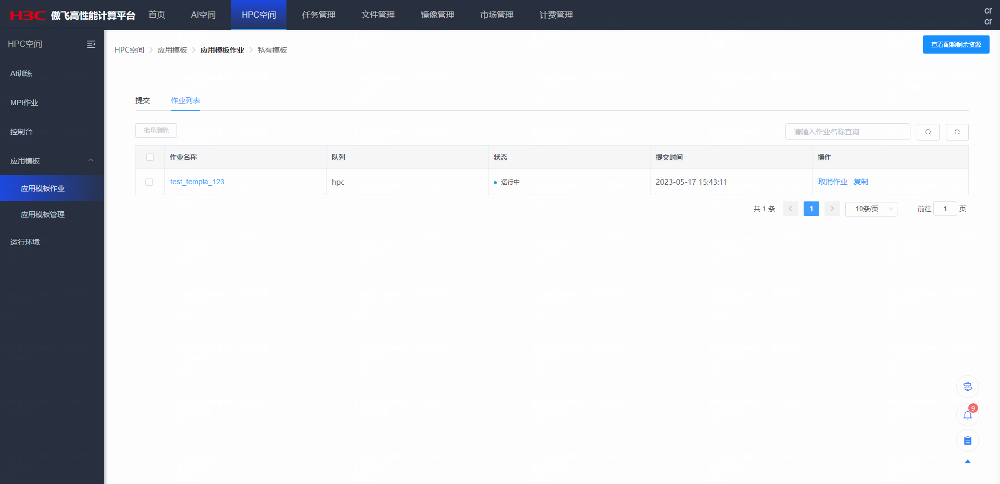 H3C 傲飞高性能计算平台 首页 AI空间 HPC空间 任务管理 文件管理 镜像管理 市场管理 计费管理
cr
cr
HPC空间
AI训练
MPI作业
控制台
应用模板
应用模板作业
应用模板管理
运行环境
HPC空间 > 应用模板 > 应用模板作业 > 私有模板
查看配额剩余资源
提交 作业列表
批量删除 请输入作业名称查询
作业名称 队列 状态 提交时间 操作
test_templa_123 hpc 运行中 2023-05-17 15:43:11 取消作业 复制
共 1 条 < 1 > 10条/页 前往 1 页
9